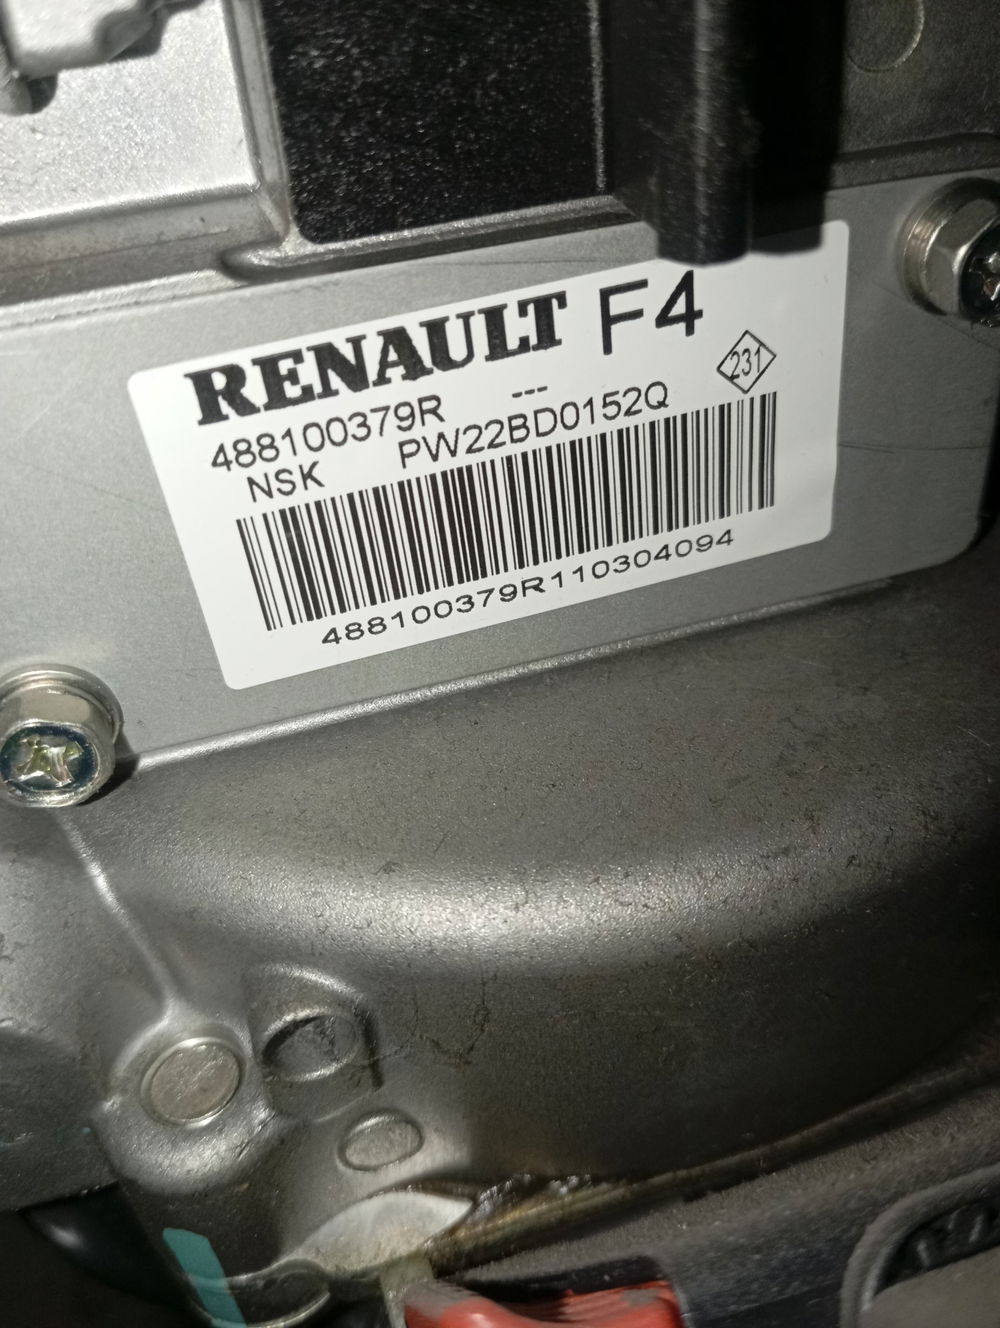 RENAULT F4
488100379R --- 231
NSK PW22BD0152Q
488100379R110304094